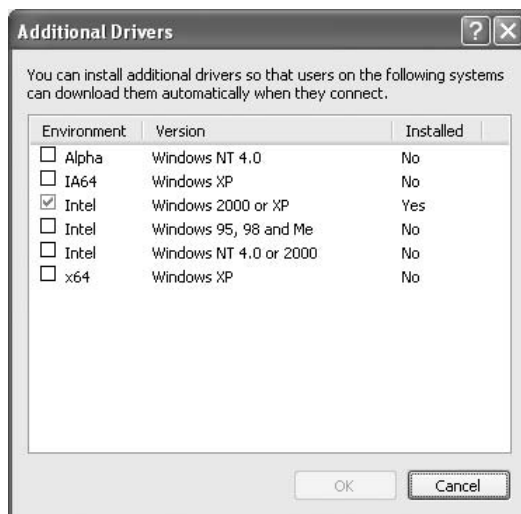 Additional Drivers
You can install additional drivers so that users on the following systems
can download them automatically when they connect.
Environment Version Installed
Alpha Windows NT 4.0 No
IA64 Windows XP No
Intel Windows 2000 or XP Yes
Intel Windows 95, 98 and Me No
Intel Windows NT 4.0 or 2000 No
x64 Windows XP No
OK Cancel